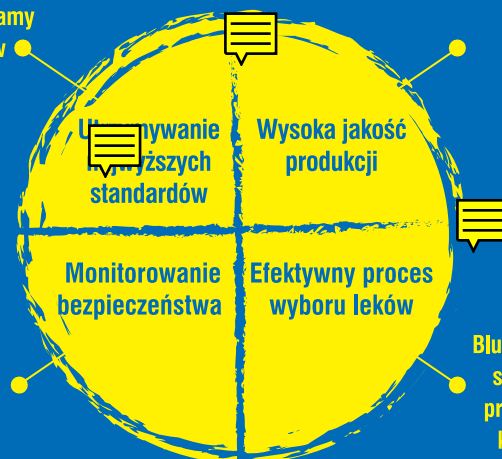 Wysoka jakość
produkcji
standardów
Monitorowanie
bezpieczeństwa
Efektywny proces
wyboru leków